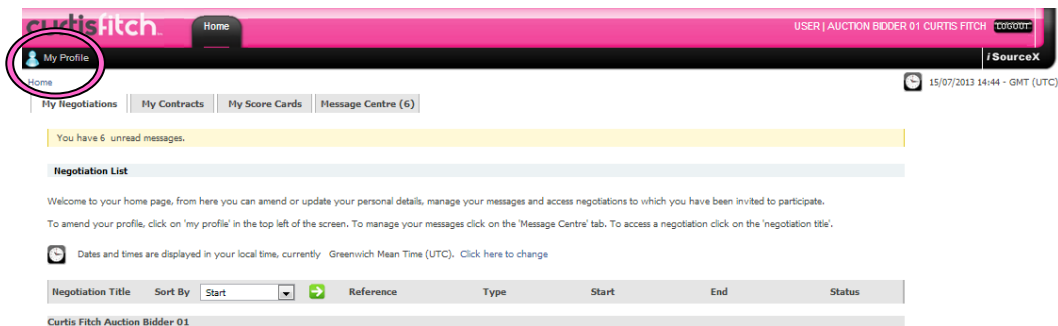 curtisfitch Home USER | AUCTION BIDDER 01 CURTIS FITCH LOGOUT
My Profile iSourceX
Home 15/07/2013 14:44 - GMT (UTC)
My Negotiations My Contracts My Score Cards Message Centre (6)
You have 6 unread messages.
Negotiation List
Welcome to your home page, from here you can amend or update your personal details, manage your messages and access negotiations to which you have been invited to participate.
To amend your profile, click on 'my profile' in the top left of the screen. To manage your messages click on the 'Message Centre' tab. To access a negotiation click on the 'negotiation title'.
Dates and times are displayed in your local time, currently Greenwich Mean Time (UTC). Click here to change
Negotiation Title Sort By Start Reference Type Start End Status
Curtis Fitch Auction Bidder 01